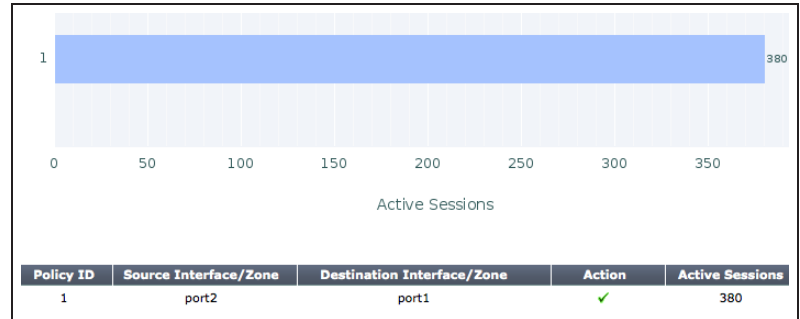 1 380
0 50 100 150 200 250 300 350
Active Sessions
Policy ID Source Interface/Zone Destination Interface/Zone Action Active Sessions
1 port2 port1 ✓ 380